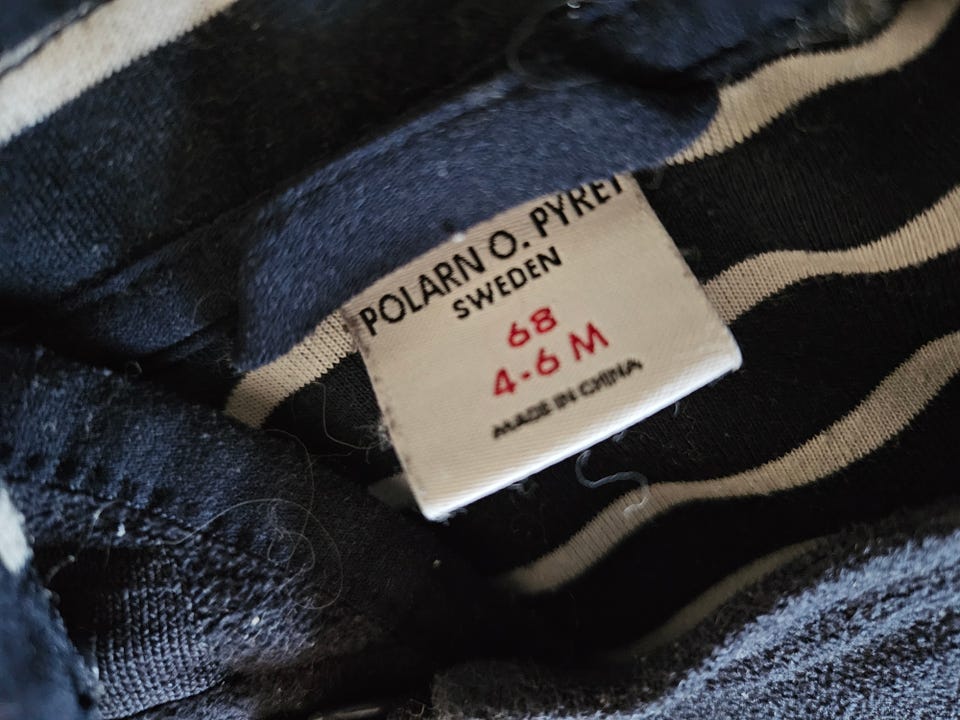 POLARN O. PYRET
SWEDEN
68
4-6 M
MADE IN CHINA